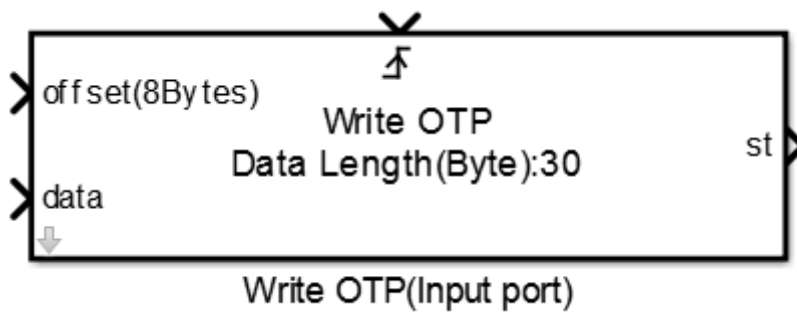 offset(8Bytes)
Write OTP
Data Length(Byte):30
st
data
Write OTP(Input port)